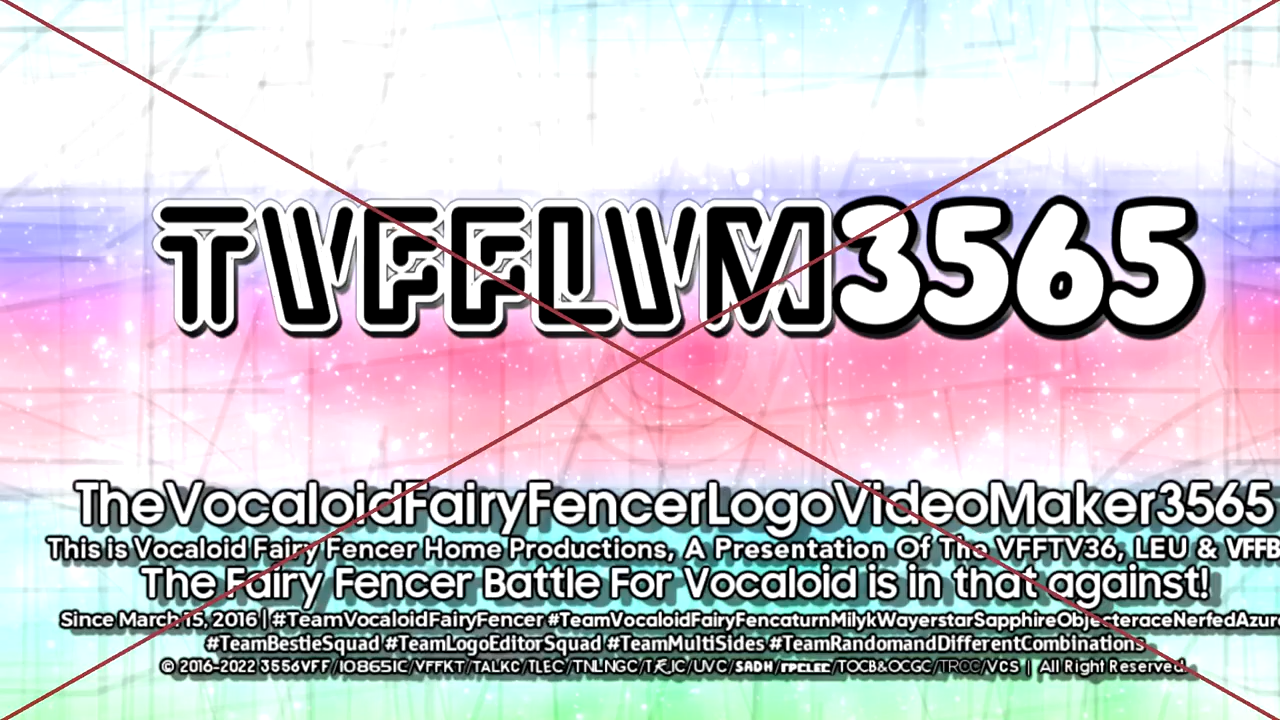 TVFFLVM3565
TheVocaloidFairyFencerLogoVideoMaker3565
This is Vocaloid Fairy Fencer Home Productions, A Presentation Of The VFFTV36, LEU & VFFB
The Fairy Fencer Battle For Vocaloid is in that against!
Since March 15, 2016 | #TeamVocaloidFairyFencer #TeamVocaloidFairyFencaturnMilykWayerstarSapphireObjecteraceNerfedAzur
#TeamBestieSquad #TeamLogoEditorSquad #TeamMultiSides #TeamRandomandDifferentCombinations
© 2016-2022 3556VFF/IO865IC/VFFKT/TALKC/TLEC/TNLNGC/UVC/SADH/TOCB&OCGC/TRCC/VCS | All Right Reserved.